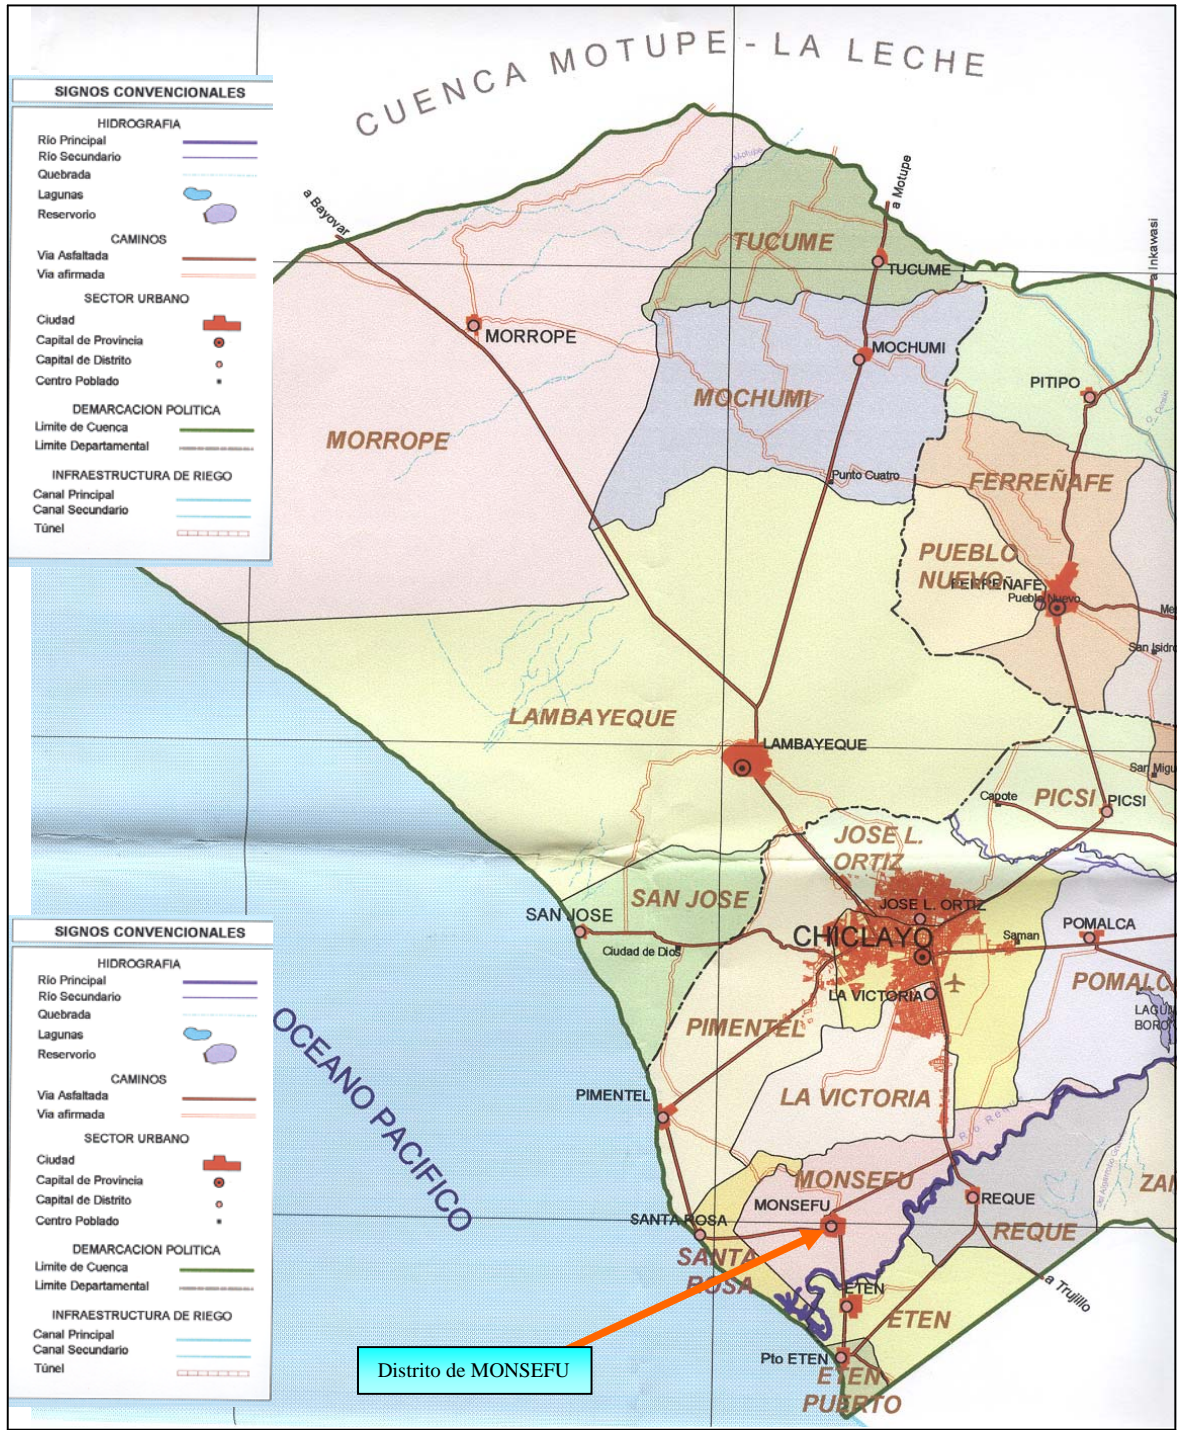 CUENCA MOTUPE - LA LECHE
SIGNOS CONVENCIONALES
HIDROGRAFIA
Río Principal
Río Secundario
Quebrada
Lagunas
Reservorio
CAMINOS
Via Asfaltada
Via afirmada
SECTOR URBANO
Ciudad
Capital de Provincia
Capital de Distrito
Centro Poblado
DEMARCACION POLITICA
Limite de Cuenca
Limite Departamental
INFRAESTRUCTURA DE RIEGO
Canal Principal
Canal Secundario
Túnel
a Bayovar
a Motupe
a Inkawasi
Motupe
TUCUME
TUCUME
MORROPE
MOCHUMI
PITIPO
MOCHUMI
MORROPE
Punto Cuatro
FERREÑAFE
PUEBLO
NUEVO
FERREÑAFE
Pueblo Nuevo
San Isidro
LAMBAYEQUE
LAMBAYEQUE
Capote
PICSI
PICSI
JOSE L.
ORTIZ
SAN JOSE
SAN JOSE
JOSE L. ORTIZ
CHICLAYO
Saman
POMALCA
Ciudad de Dios
LA VICTORIA
PIMENTEL
SIGNOS CONVENCIONALES
HIDROGRAFIA
Río Principal
Río Secundario
Quebrada
Lagunas
Reservorio
CAMINOS
Via Asfaltada
Via afirmada
SECTOR URBANO
Ciudad
Capital de Provincia
Capital de Distrito
Centro Poblado
DEMARCACION POLITICA
Limite de Cuenca
Limite Departamental
INFRAESTRUCTURA DE RIEGO
Canal Principal
Canal Secundario
Túnel
OCEANO PACIFICO
PIMENTEL
LA VICTORIA
Río Reque
MONSEFU
MONSEFU
REQUE
REQUE
SANTA ROSA
SANTA
ROSA
a Trujillo
ETEN
ETEN
Pto ETEN
ETEN
PUERTO
Distrito de MONSEFU